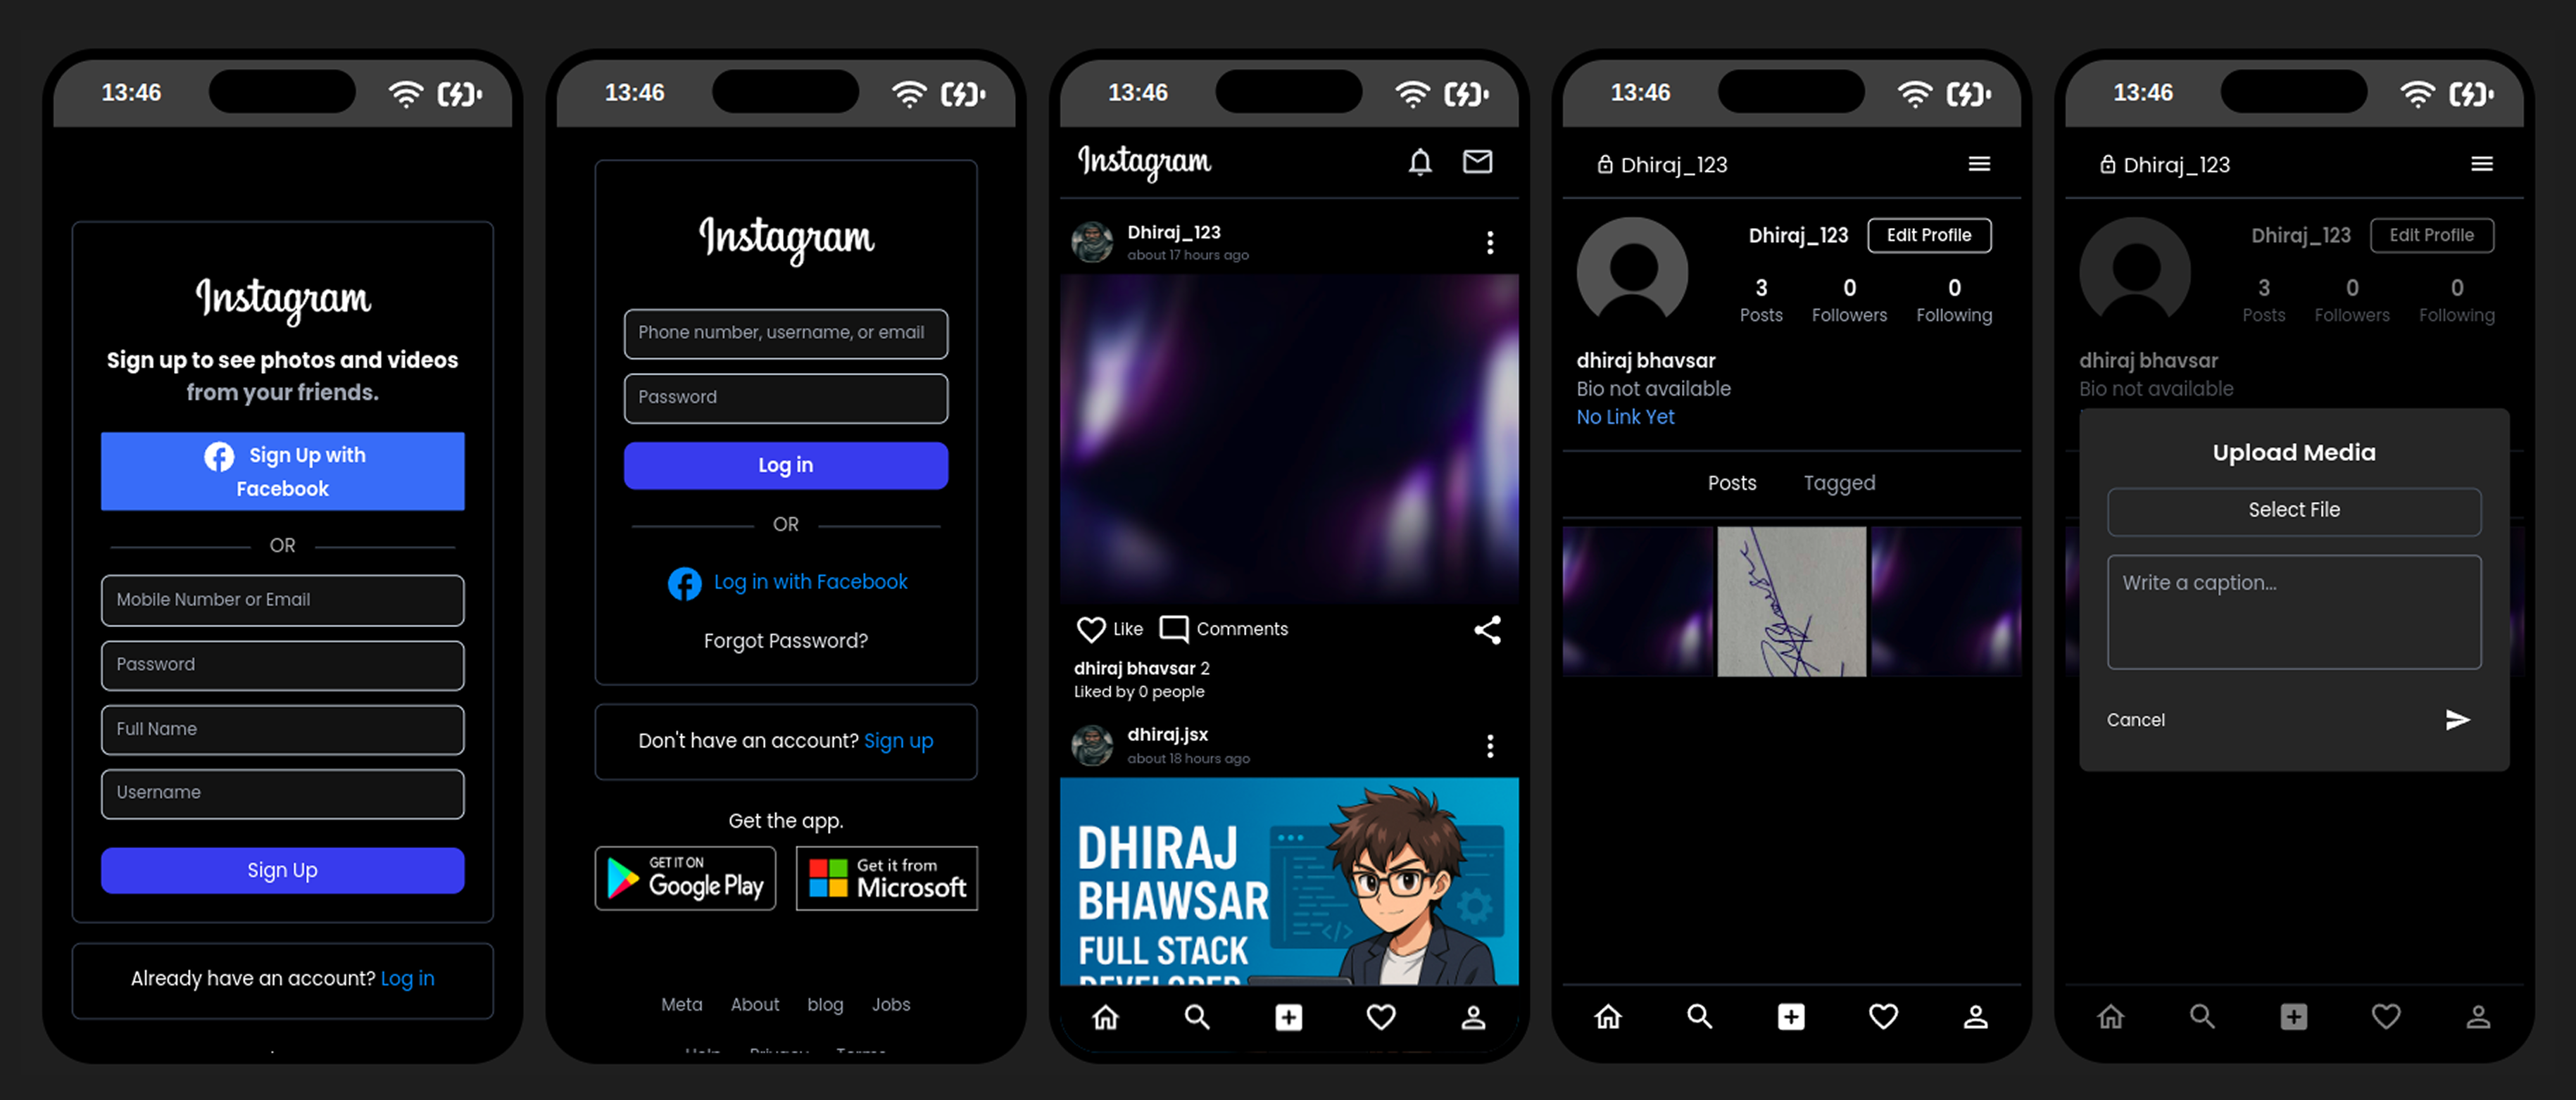 13:46
Instagram
Sign up to see photos and videos
from your friends.
Sign Up with
Facebook
OR
Mobile Number or Email
Password
Full Name
Username
Sign Up
Already have an account? Log in
13:46
Instagram
Phone number, username, or email
Password
Log in
OR
Log in with Facebook
Forgot Password?
Don't have an account? Sign up
Get the app.
GET IT ON
Google Play
Get it from
Microsoft
Meta About blog Jobs
Help Privacy Terms
13:46
Instagram
Dhiraj_123
about 17 hours ago
Like Comments
dhiraj bhavsar 2
Liked by 0 people
dhiraj.jsx
about 18 hours ago
DHIRAJ
BHAWSAR
FULL STACK
DEVELOPER
13:46
Dhiraj_123
Dhiraj_123 Edit Profile
3 0 0
Posts Followers Following
dhiraj bhavsar
Bio not available
No Link Yet
Posts Tagged
13:46
Dhiraj_123
Dhiraj_123 Edit Profile
3 0 0
Posts Followers Following
dhiraj bhavsar
Bio not available
Upload Media
Select File
Write a caption...
Cancel